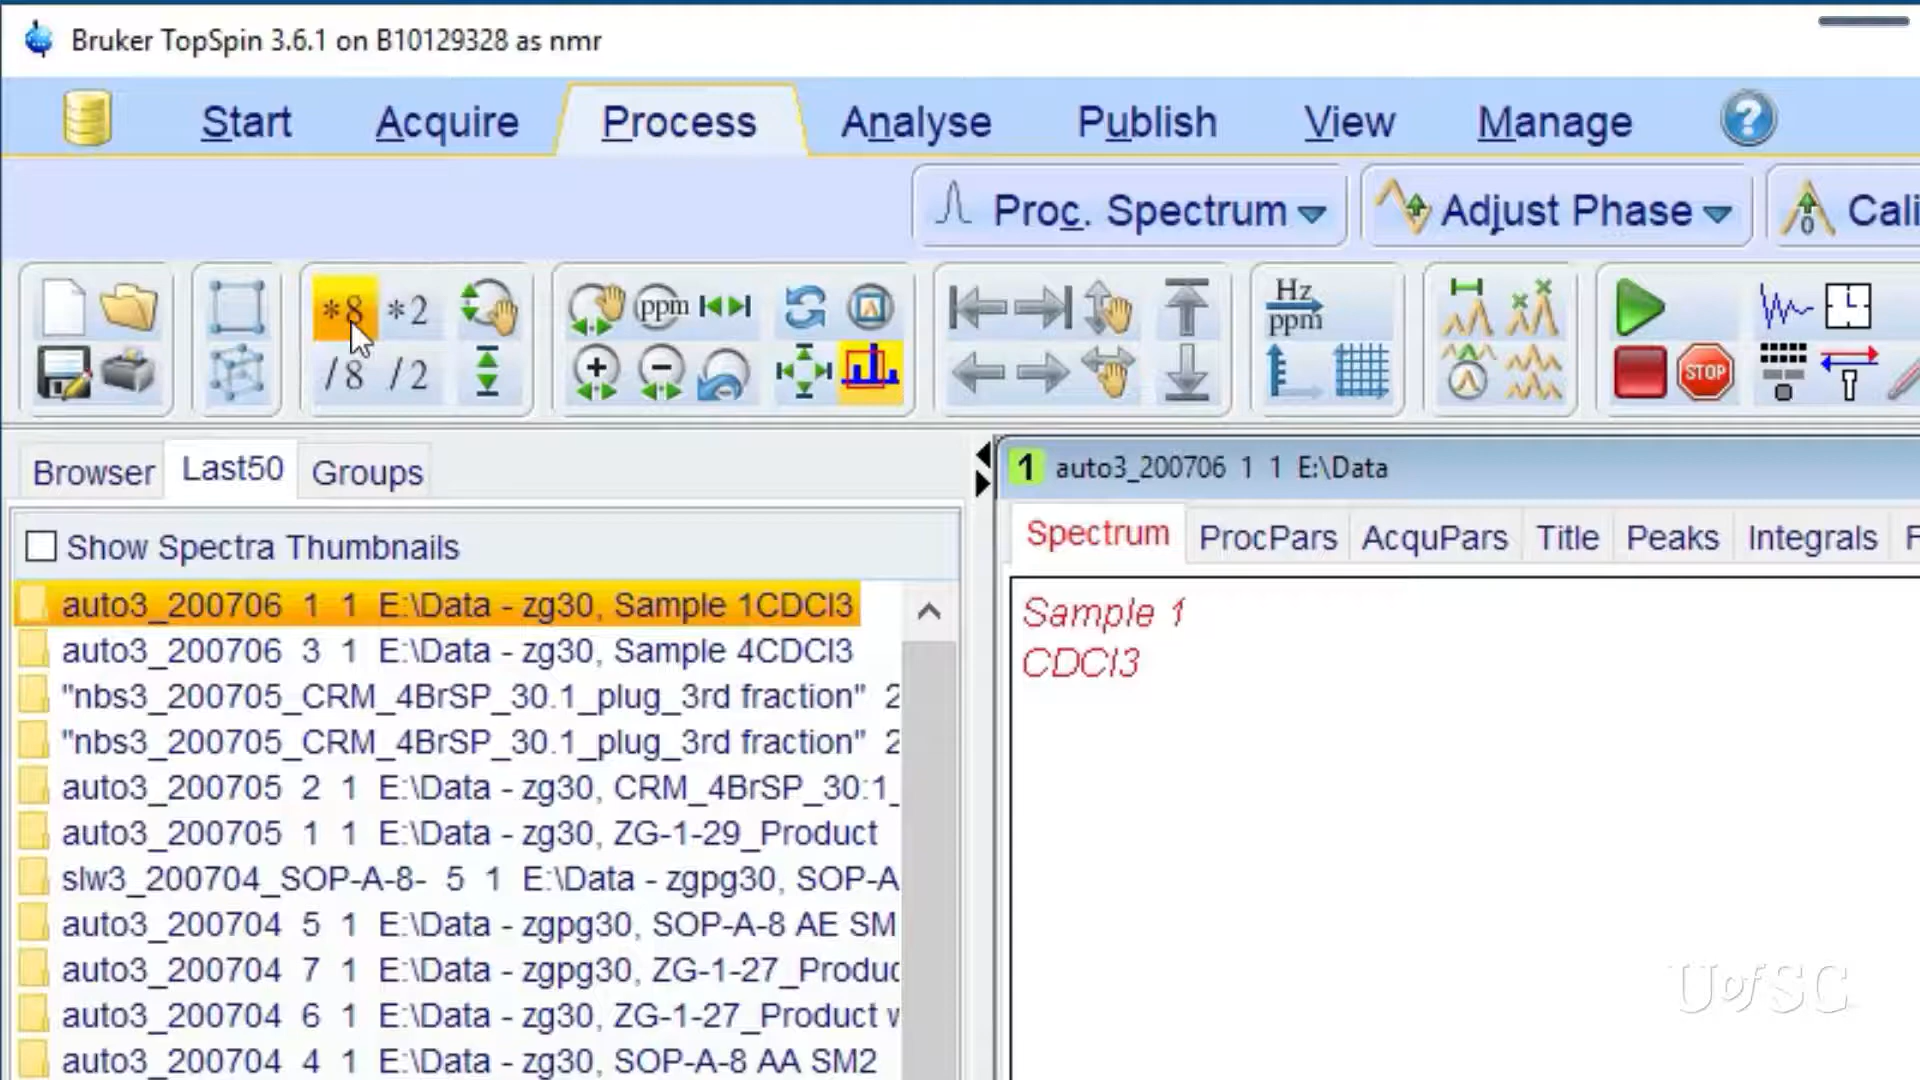 Bruker TopSpin 3.6.1 on B10129328 as nmr
Start Acquire Process Analyse Publish View Manage ?
Proc. Spectrum Adjust Phase Cali
*8 *2 ppm Hz
ppm
/8 /2 STOP
Browser Last50 Groups
1 auto3_200706 1 1 E:\Data
Spectrum ProcPars AcquPars Title Peaks Integrals F
Show Spectra Thumbnails
auto3_200706 1 1 E:\Data - zg30, Sample 1CDCl3
auto3_200706 3 1 E:\Data - zg30, Sample 4CDCl3
"nbs3_200705_CRM_4BrSP_30.1_plug_3rd fraction" 2
"nbs3_200705_CRM_4BrSP_30.1_plug_3rd fraction" 2
auto3_200705 2 1 E:\Data - zg30, CRM_4BrSP_30:1_
auto3_200705 1 1 E:\Data - zg30, ZG-1-29_Product
slw3_200704_SOP-A-8- 5 1 E:\Data - zgpg30, SOP-A
auto3_200704 5 1 E:\Data - zgpg30, SOP-A-8 AE SM
auto3_200704 7 1 E:\Data - zgpg30, ZG-1-27_Produc
auto3_200704 6 1 E:\Data - zg30, ZG-1-27_Product w
auto3_200704 4 1 E:\Data - zg30, SOP-A-8 AA SM2
Sample 1
CDCl3
UofSC